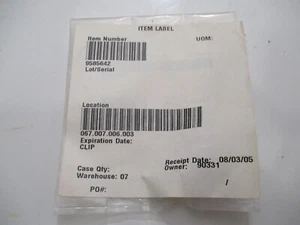 ITEM LABEL
Item Number UOM:
9585642
Lot/Serial
Location
067.007.006.003
Expiration Date:
CLIP
Receipt Date: 08/03/05
Case Qty: Owner: 90331
Warehouse: 07
PO#: /